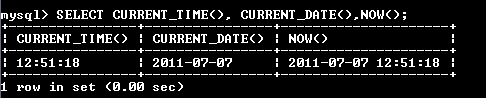 mysql> SELECT CURRENT_TIME(), CURRENT_DATE(),NOW();
+----------------+----------------+---------------------+
| CURRENT_TIME() | CURRENT_DATE() | NOW()               |
+----------------+----------------+---------------------+
| 12:51:18       | 2011-07-07     | 2011-07-07 12:51:18 |
+----------------+----------------+---------------------+
1 row in set (0.00 sec)